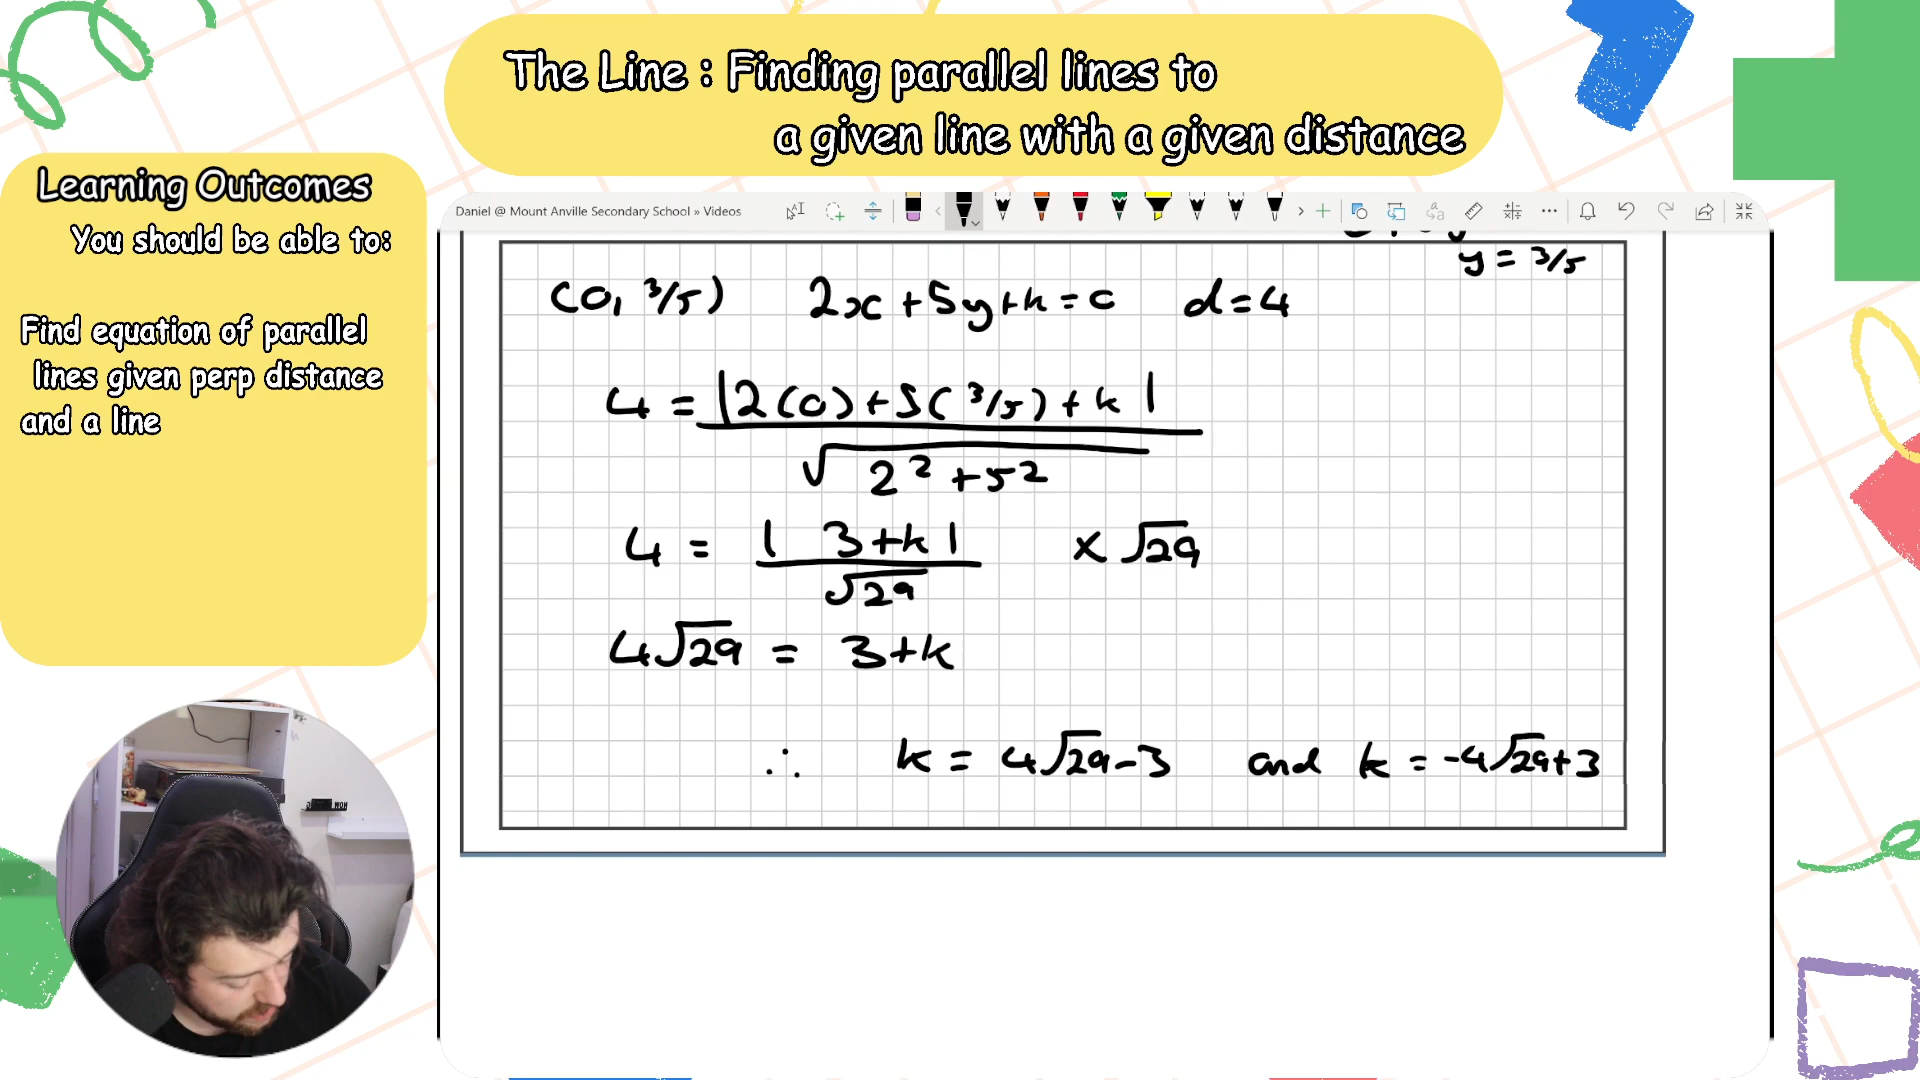 The Line : Finding parallel lines to
a given line with a given distance
Learning Outcomes
You should be able to:
Find equation of parallel
lines given perp distance
and a line
Daniel @ Mount Anville Secondary School » Videos
y = 3/5
(0, 3/5) 2x + 5y + k = 0 d = 4
4 = |2(0) + 5(3/5) + k|
√2² + 5²
4 = | 3 + k | × √29
√29
4√29 = 3 + k
∴ k = 4√29 - 3 and k = -4√29 + 3